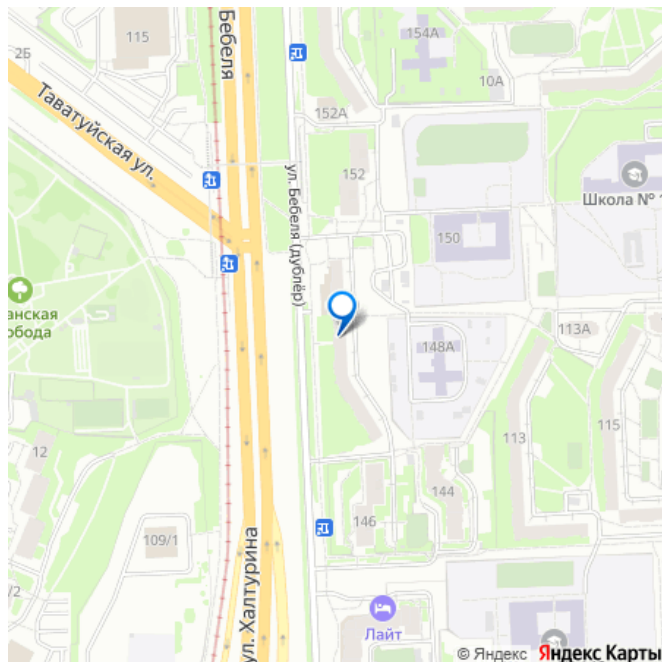 115
Бебеля
154А
2Б
10А
Таватуйская ул.
152А
152
Школа № 1
ул. Бебеля (дублёр)
150
анская
обода
113А
148А
113
115
12
144
146
109/1
ул. Халтурина
/2
Лайт
© Яндекс Яндекс Карты